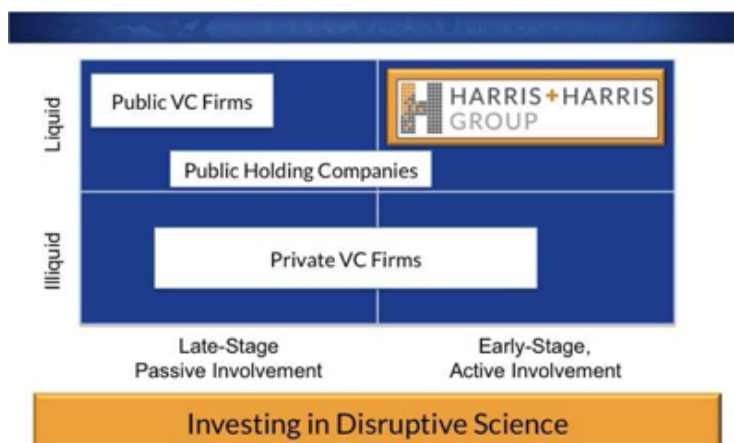 Liquid
Public VC Firms
HARRIS+HARRIS
GROUP
Public Holding Companies
Illiquid
Private VC Firms
Late-Stage
Passive Involvement
Early-Stage,
Active Involvement
Investing in Disruptive Science